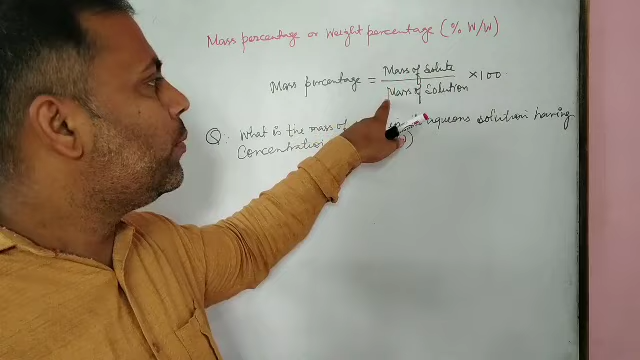 Mass percentage or Weight percentage (% W/W)
Mass percentage = Mass of Solute / Mass of Solution × 100
Q: What is the mass of aqueous solution having
Concentration